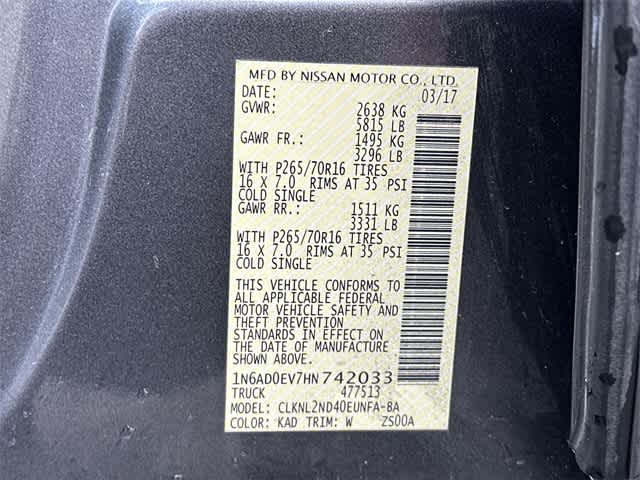 MFD BY NISSAN MOTOR CO., LTD.
DATE: 03/17
GVWR: 2638 KG
5815 LB
GAWR FR.: 1495 KG
3296 LB
WITH P265/70R16 TIRES
16 X 7.0 RIMS AT 35 PSI
COLD SINGLE
GAWR RR.: 1511 KG
3331 LB
WITH P265/70R16 TIRES
16 X 7.0 RIMS AT 35 PSI
COLD SINGLE
THIS VEHICLE CONFORMS TO
ALL APPLICABLE FEDERAL
MOTOR VEHICLE SAFETY AND
THEFT PREVENTION
STANDARDS IN EFFECT ON
THE DATE OF MANUFACTURE
SHOWN ABOVE.
1N6AD0EV7HN742033
TRUCK 477513
MODEL: CLKNL2ND40EUNFA-BA
COLOR: KAD TRIM: W ZS00A